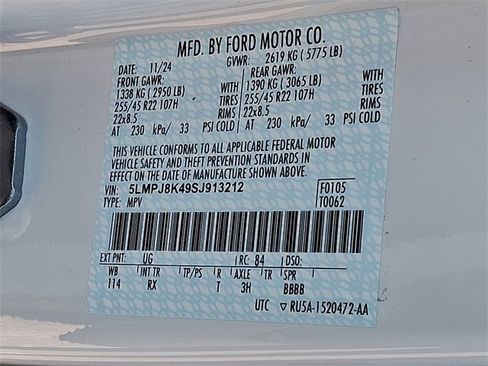 MFD. BY FORD MOTOR CO.
DATE: 11/24 GVWR: 2619 KG ( 5775 LB)
FRONT GAWR: REAR GAWR:
1338 KG ( 2950 LB) WITH 1390 KG ( 3065 LB) WITH
255/45 R22 107H TIRES 255/45 R22 107H TIRES
22x8.5 RIMS 22x8.5 RIMS
AT 230 kPa/ 33 PSI COLD AT 230 kPa/ 33 PSI COLD
THIS VEHICLE CONFORMS TO ALL APPLICABLE FEDERAL MOTOR
VEHICLE SAFETY AND THEFT PREVENTION STANDARDS IN
EFFECT ON THE DATE OF MANUFACTURE SHOWN ABOVE.
VIN: 5LMPJ8K49SJ913212 F0105
TYPE: MPV T0062
EXT PNT: UG RC: 84 DSO:
WB INT TR TP/PS R AXLE TR SPR
114 RX T 3H BBBB
UTC ▽ RU5A-1520472-AA